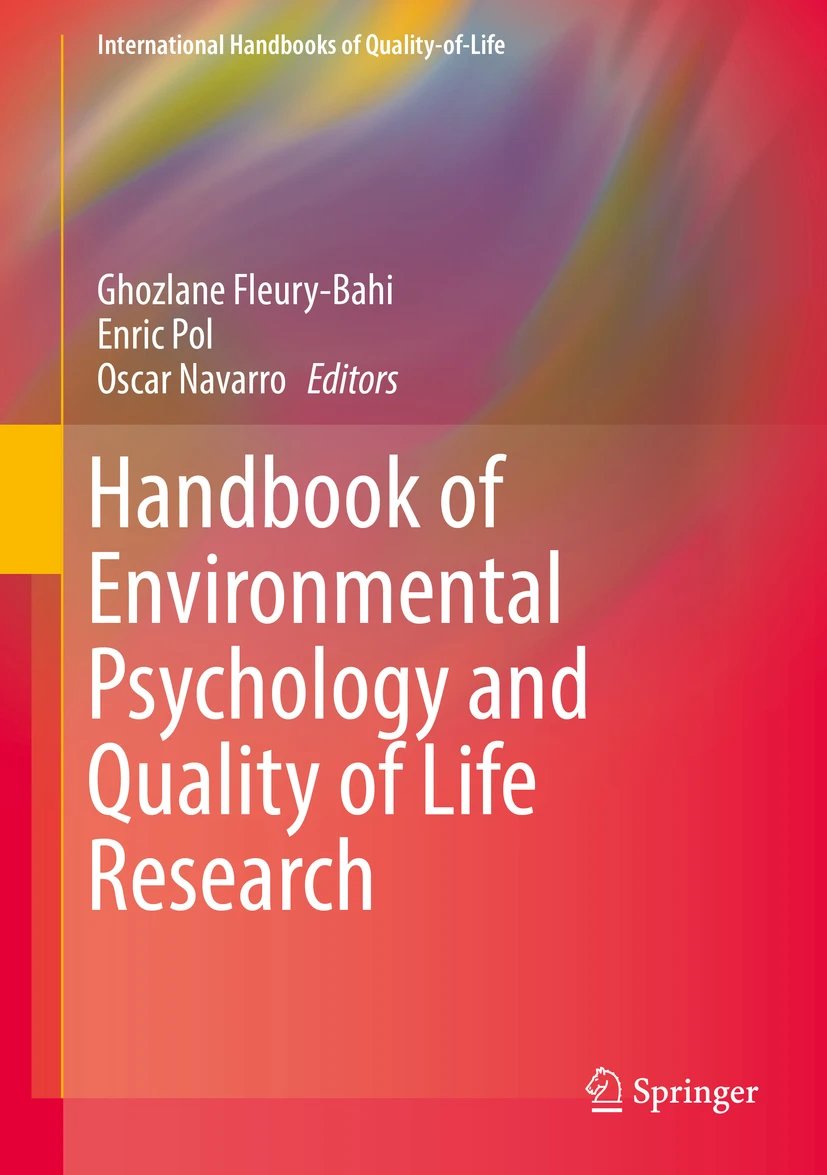 International Handbooks of Quality-of-Life
Ghozlane Fleury-Bahi
Enric Pol
Oscar Navarro Editors
Handbook of
Environmental
Psychology and
Quality of Life
Research
Springer